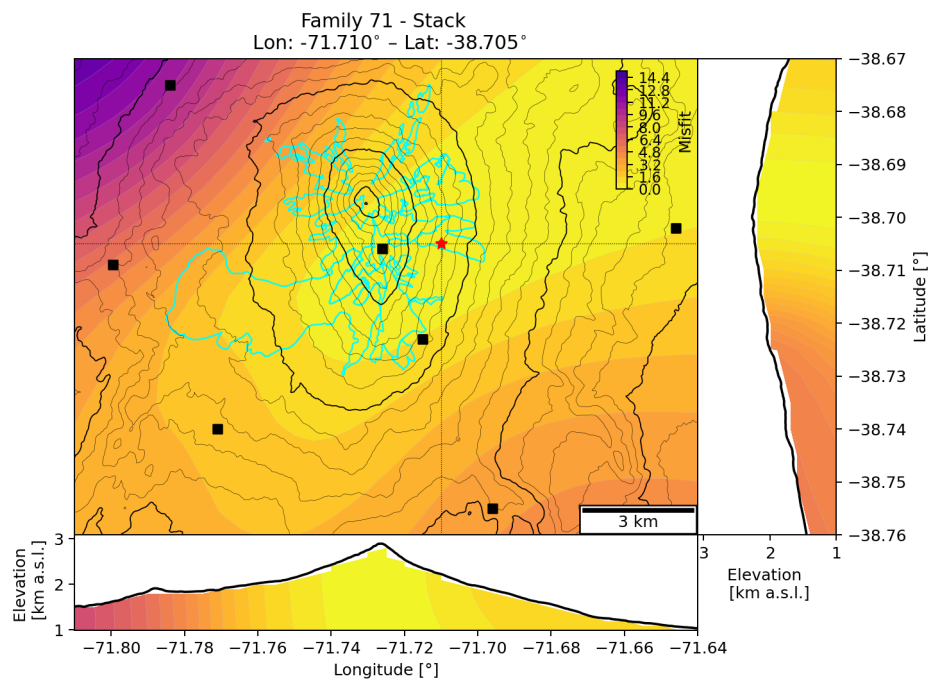 Family 71 - Stack
Lon: -71.710° – Lat: -38.705°
14.4
12.8
11.2
9.6
8.0
6.4
4.8
3.2
1.6
0.0
Misfit
3 km
−38.67
−38.68
−38.69
−38.70
−38.71
−38.72
−38.73
−38.74
−38.75
−38.76
Latitude [°]
3 2 1
Elevation
[km a.s.l.]
3
2
1
Elevation
[km a.s.l.]
−71.80 −71.78 −71.76 −71.74 −71.72 −71.70 −71.68 −71.66 −71.64
Longitude [°]